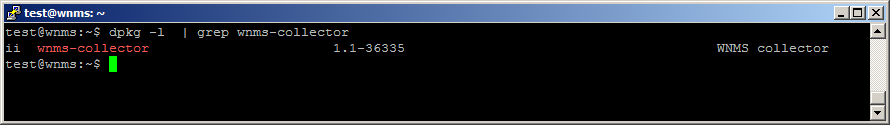 test@wnms: ~
test@wnms:~$ dpkg -l  | grep wnms-collector
ii  wnms-collector                       1.1-36335                                       WNMS collector
test@wnms:~$